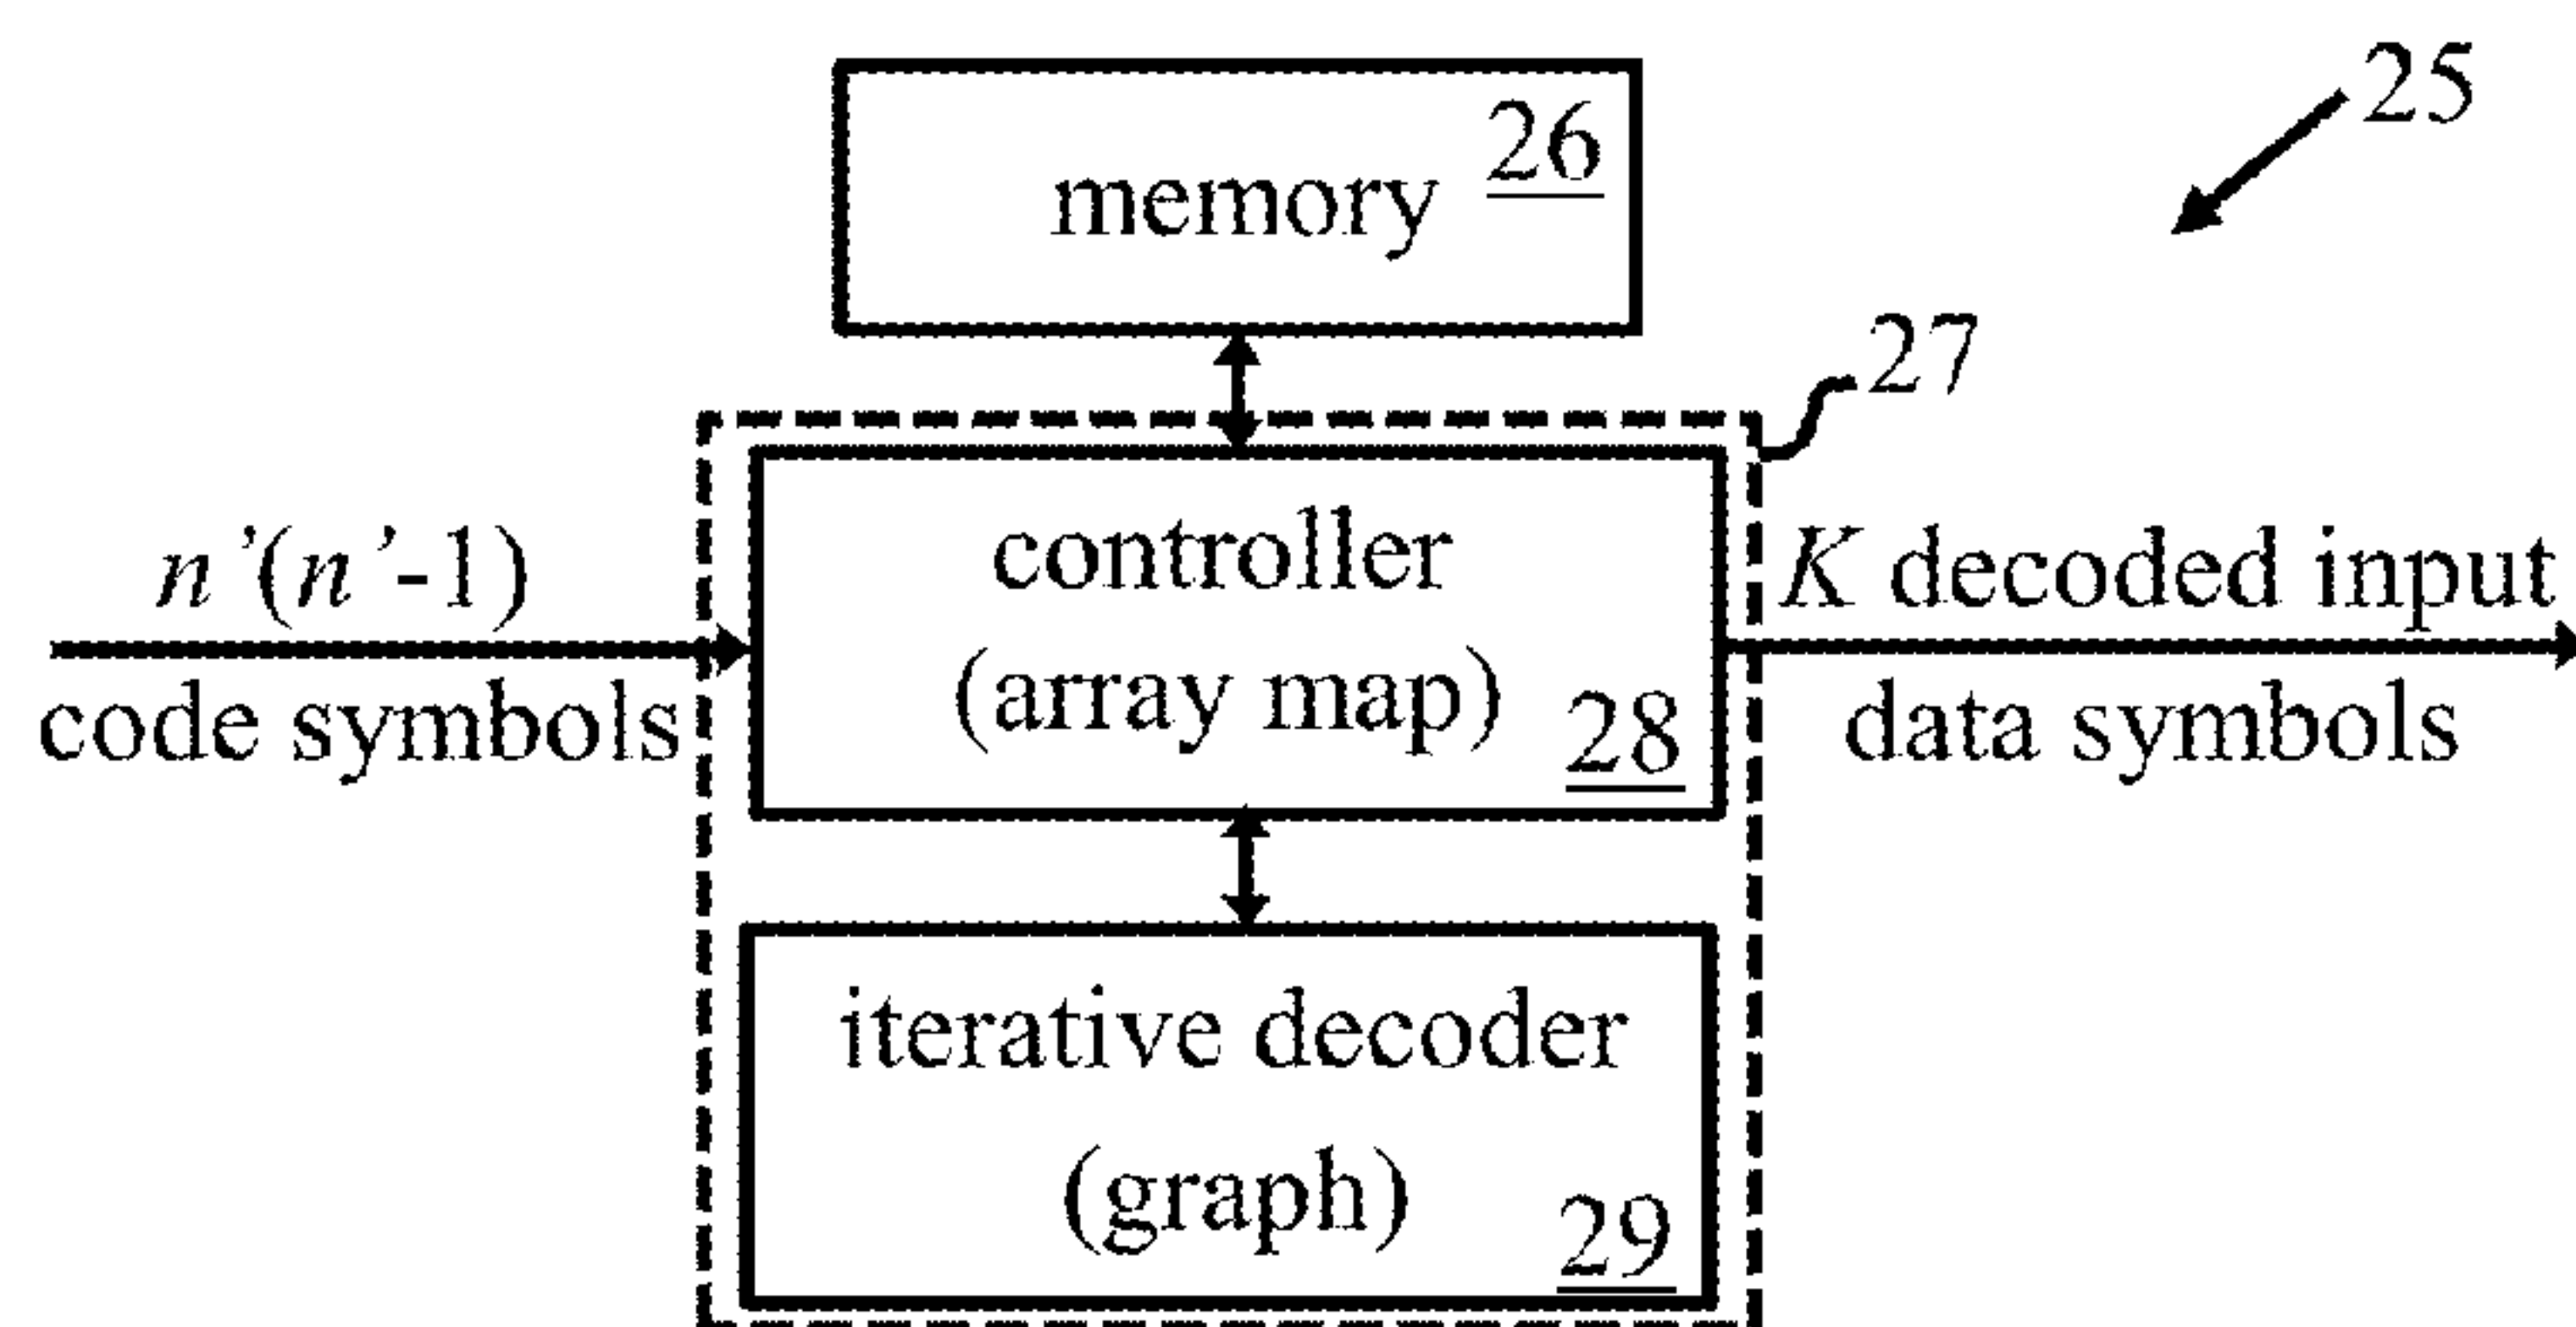 25
26
memory
27
n’(n’-1)
code symbols
controller
(array map)
28
K decoded input
data symbols
iterative decoder
(graph)
29